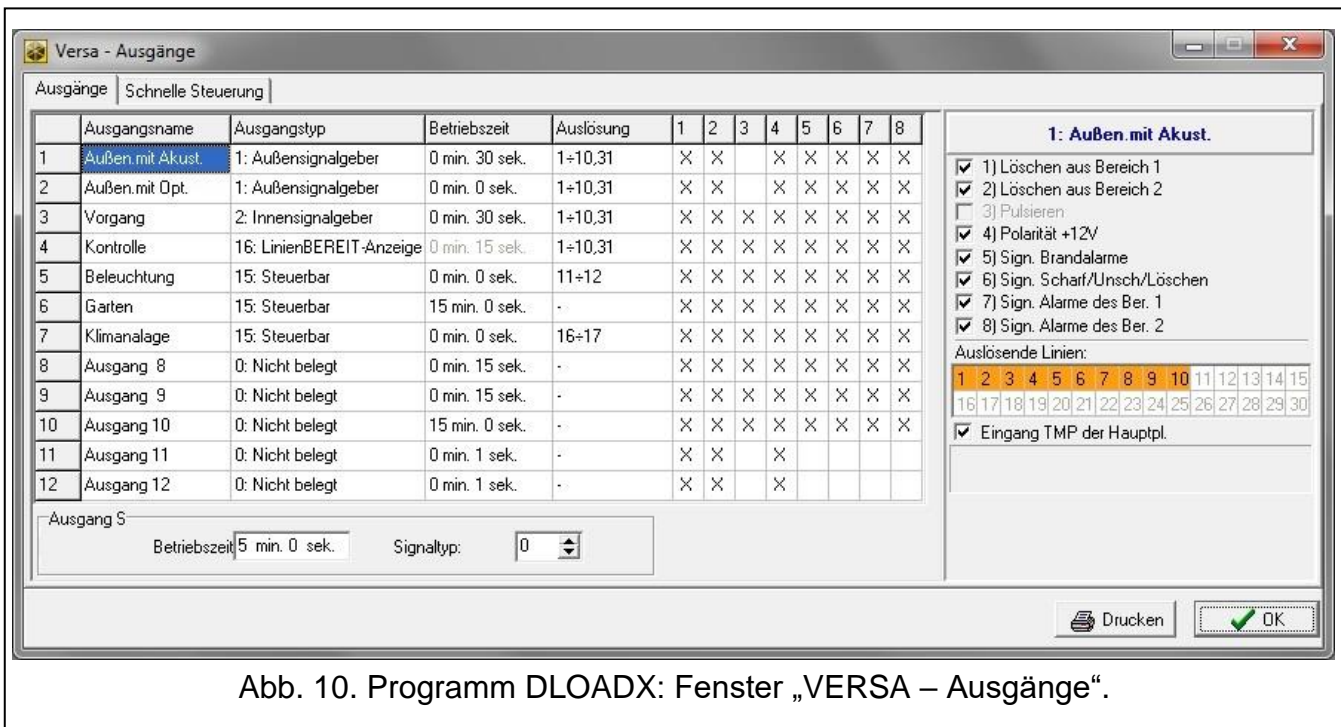 Versa - Ausgänge
Ausgänge Schnelle Steuerung
Ausgangsname Ausgangstyp Betriebszeit Auslösung 1 2 3 4 5 6 7 8
1 Außen.mit Akust. 1: Außensignalgeber 0 min. 30 sek. 1÷10,31 X X X X X X X
2 Außen.mit Opt. 1: Außensignalgeber 0 min. 0 sek. 1÷10,31 X X X X X X X
3 Vorgang 2: Innensignalgeber 0 min. 30 sek. 1÷10,31 X X X X X X X X
4 Kontrolle 16: LinienBEREIT-Anzeige 0 min. 15 sek. 1÷10,31 X X X X X X X X
5 Beleuchtung 15: Steuerbar 0 min. 0 sek. 11÷12 X X X X X X X X
6 Garten 15: Steuerbar 15 min. 0 sek. - X X X X X X X X
7 Klimanalage 15: Steuerbar 0 min. 0 sek. 16÷17 X X X X X X X X
8 Ausgang 8 0: Nicht belegt 0 min. 15 sek. - X X X X X X X X
9 Ausgang 9 0: Nicht belegt 0 min. 15 sek. - X X X X X X X X
10 Ausgang 10 0: Nicht belegt 15 min. 0 sek. - X X X X X X X X
11 Ausgang 11 0: Nicht belegt 0 min. 1 sek. - X X X
12 Ausgang 12 0: Nicht belegt 0 min. 1 sek. - X X X
Ausgang S
Betriebszeit 5 min. 0 sek. Signaltyp: 0
1: Außen.mit Akust.
1) Löschen aus Bereich 1
2) Löschen aus Bereich 2
3) Pulsieren
4) Polarität +12V
5) Sign. Brandalarme
6) Sign. Scharf/Unsch/Löschen
7) Sign. Alarme des Ber. 1
8) Sign. Alarme des Ber. 2
Auslösende Linien:
1 2 3 4 5 6 7 8 9 10 11 12 13 14 15
16 17 18 19 20 21 22 23 24 25 26 27 28 29 30
Eingang TMP der Hauptpl.
Drucken OK
Abb. 10. Programm DLOADX: Fenster „VERSA – Ausgänge“.